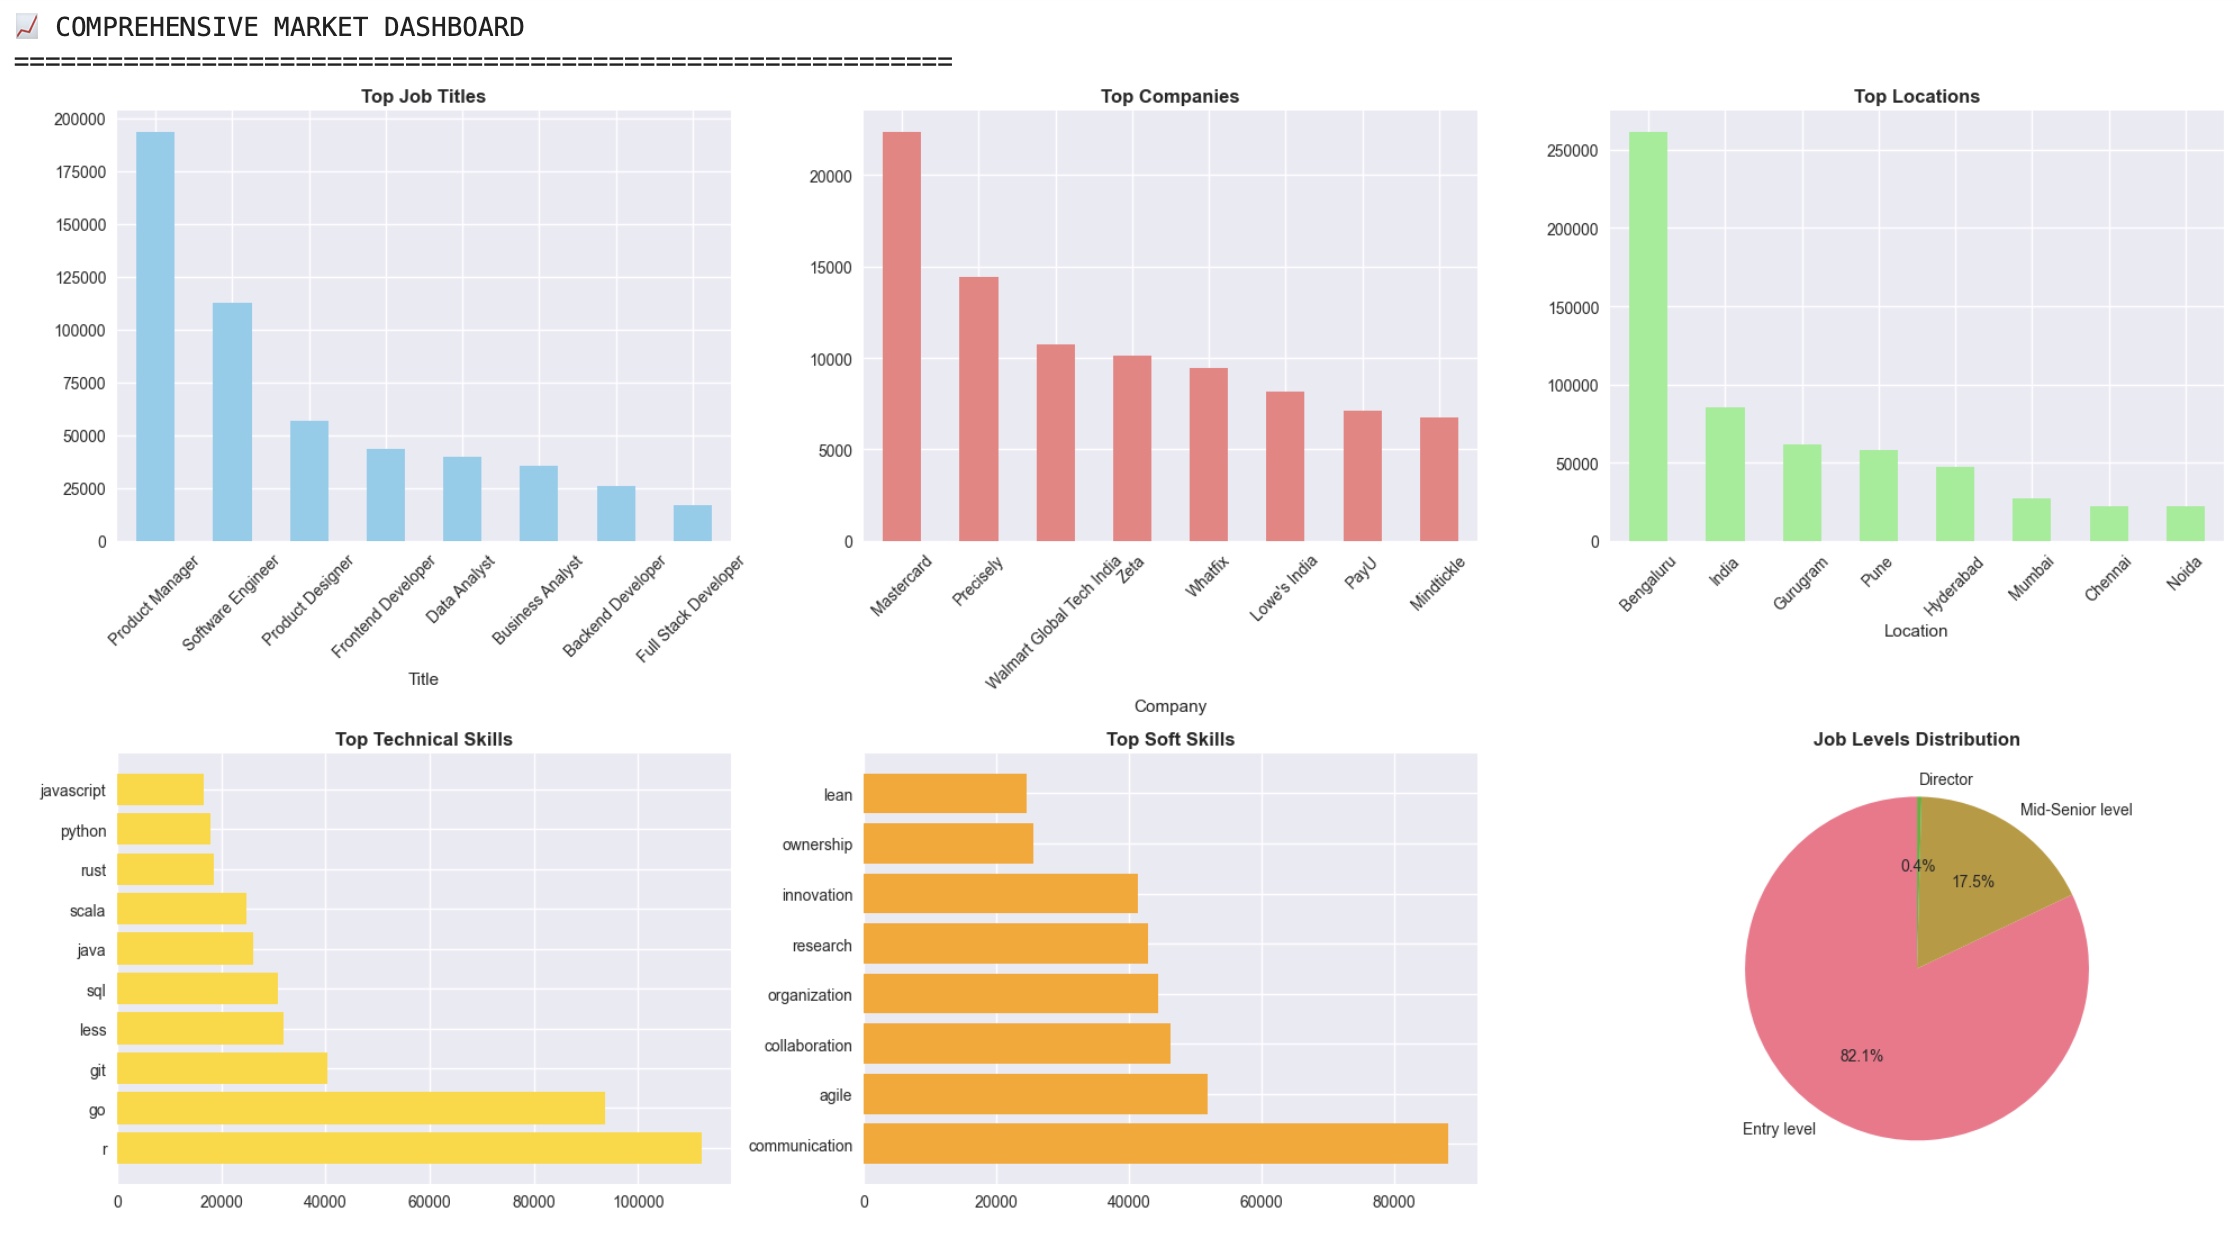 📈 COMPREHENSIVE MARKET DASHBOARD
============================================================
Top Job Titles
200000
175000
150000
125000
100000
75000
50000
25000
0
Product Manager
Software Engineer
Product Designer
Frontend Developer
Data Analyst
Business Analyst
Backend Developer
Full Stack Developer
Title
Top Companies
20000
15000
10000
5000
0
Mastercard
Precisely
Walmart Global Tech India
Zeta
Whatfix
Lowe's India
PayU
Mindtickle
Company
Top Locations
250000
200000
150000
100000
50000
0
Bengaluru
India
Gurugram
Pune
Hyderabad
Mumbai
Chennai
Noida
Location
Top Technical Skills
javascript
python
rust
scala
java
sql
less
git
go
r
0 20000 40000 60000 80000 100000
Top Soft Skills
lean
ownership
innovation
research
organization
collaboration
agile
communication
0 20000 40000 60000 80000
Job Levels Distribution
Director
Mid-Senior level
0.4%
17.5%
82.1%
Entry level